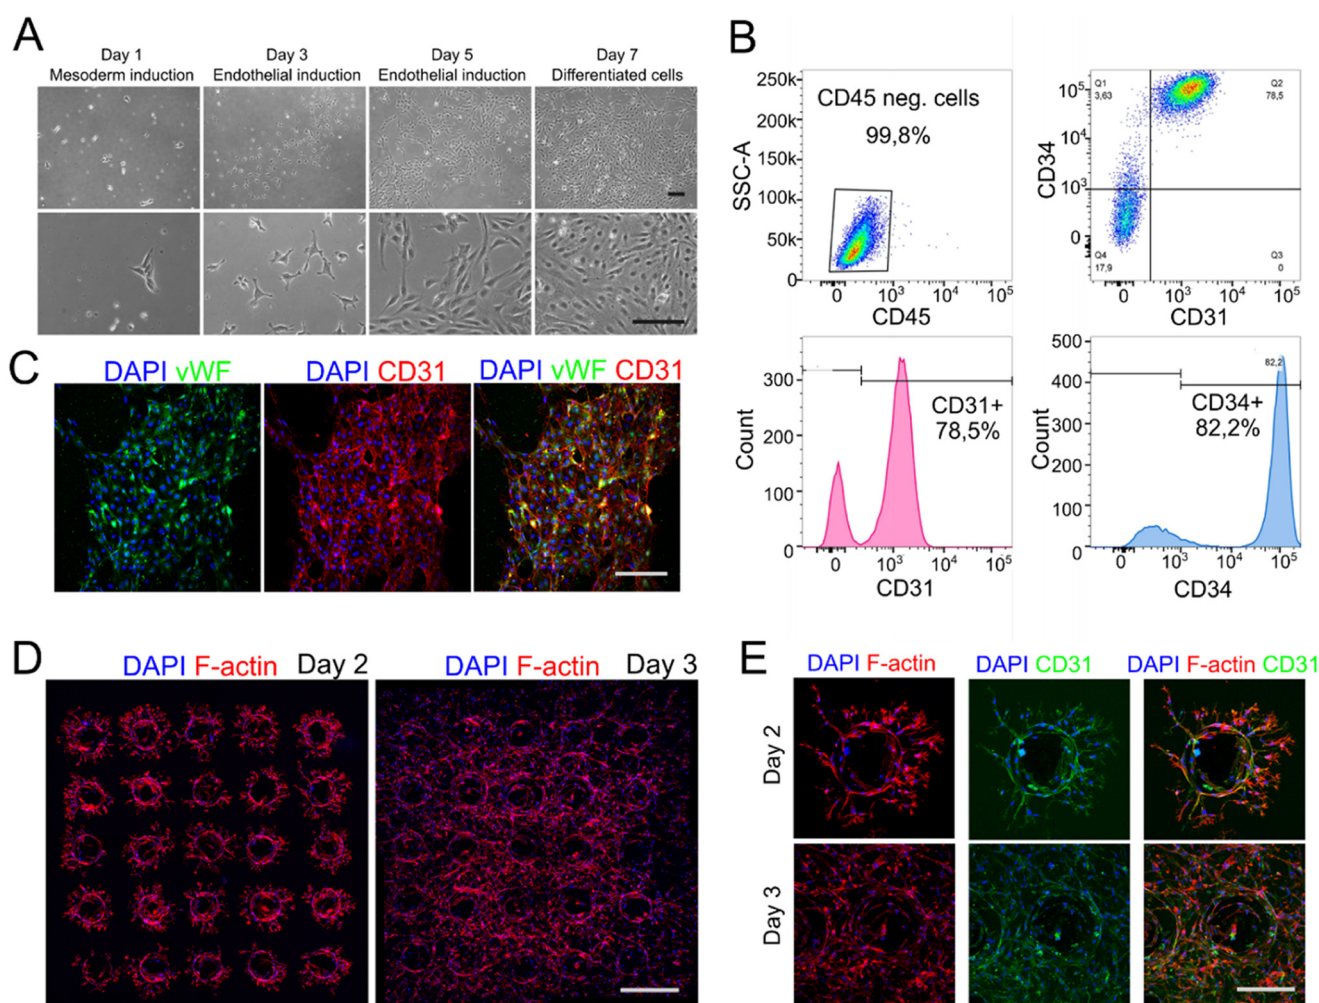 A
Day 1
Mesoderm induction
Day 3
Endothelial induction
Day 5
Endothelial induction
Day 7
Differentiated cells
B
CD45 neg. cells
99,8%
250k
200k
150k
100k
50k
0
SSC-A
0 10³ 10⁴ 10⁵
CD45
Q1
3,63
Q2
78,5
Q4
17,9
Q3
0
10⁵
10⁴
10³
0
CD34
0 10³ 10⁴ 10⁵
CD31
CD31+
78,5%
300
200
100
0
Count
0 10³ 10⁴ 10⁵
CD31
82,2
CD34+
82,2%
500
400
300
200
100
0
Count
0 10³ 10⁴ 10⁵
CD34
C
DAPI vWF
DAPI CD31
DAPI vWF CD31
D
DAPI F-actin Day 2
DAPI F-actin Day 3
E
DAPI F-actin
DAPI CD31
DAPI F-actin CD31
Day 2
Day 3